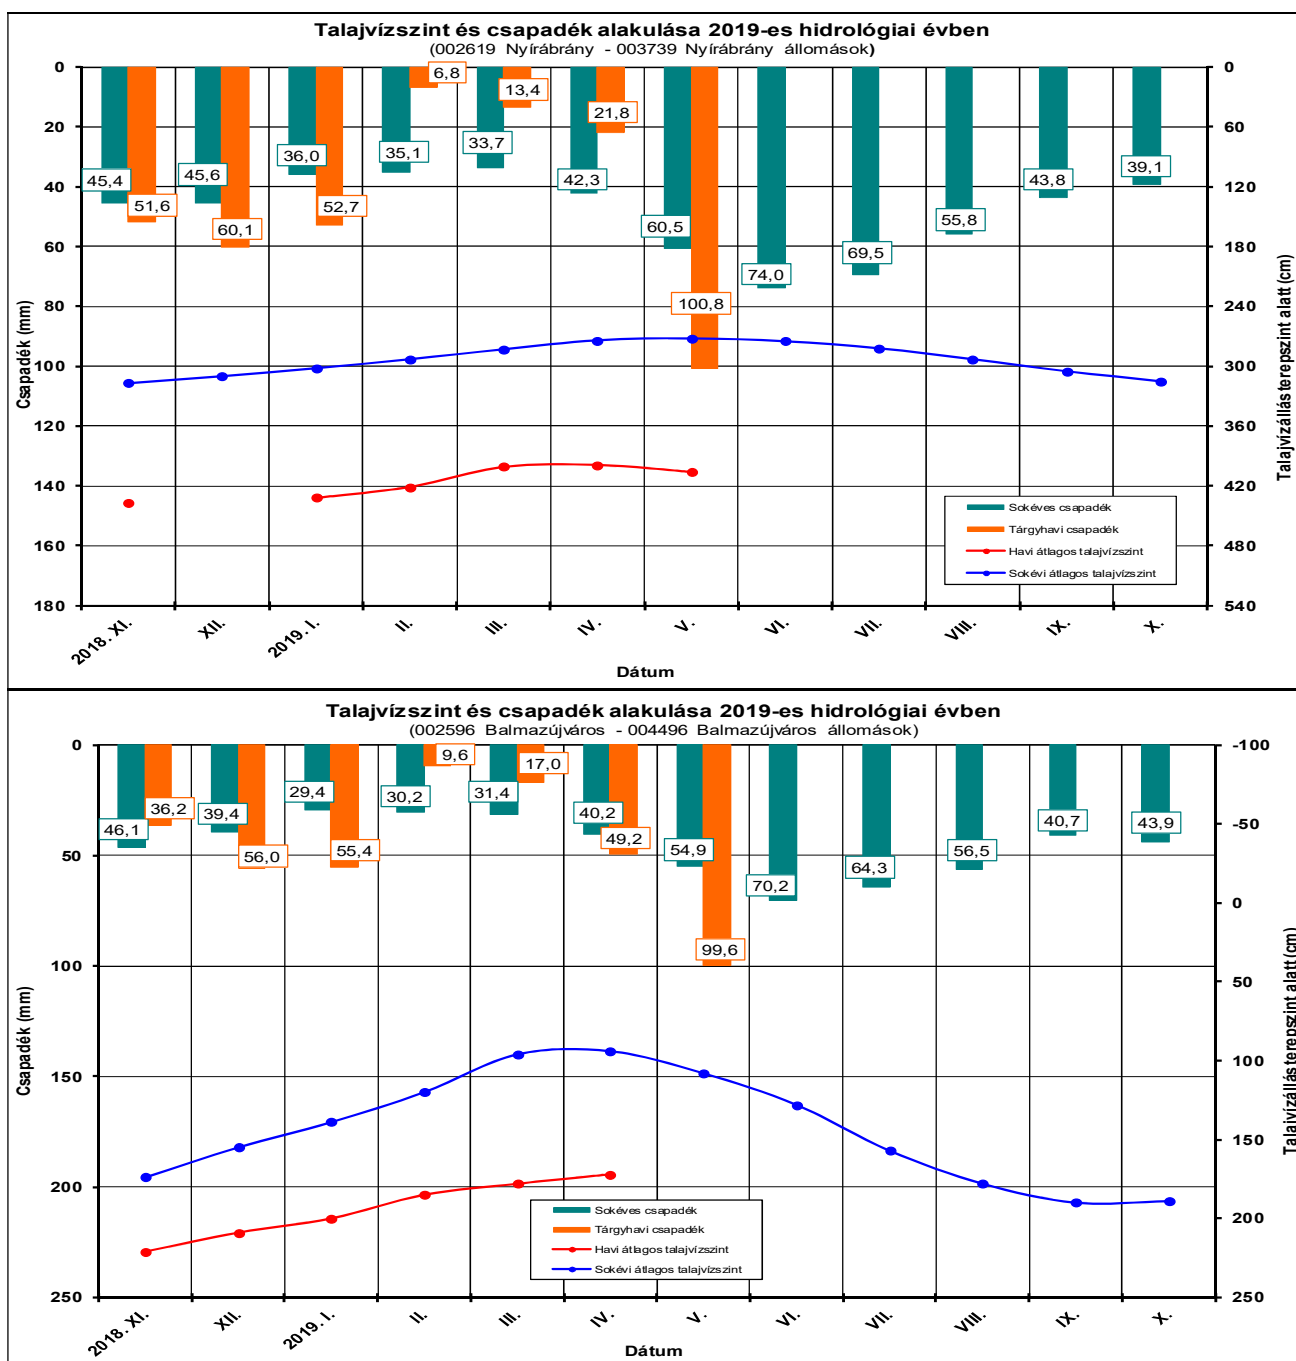 Talajvízszint és csapadék alakulása 2019-es hidrológiai évben
(002619 Nyírábrány - 003739 Nyírábrány állomások)
0 6,8 0
13,4
20 21,8 60
36,0 35,1 33,7
40 45,4 45,6 42,3 43,8 39,1 120
51,6 60,1 52,7 60,5 55,8
60 180
74,0 69,5
80 100,8 240
100 300
120 360
140 420
160 480
180 540
Csapadék (mm)
Talajvízállás terepszint alatt (cm)
Sokéves csapadék
Tárgyhavi csapadék
Havi átlagos talajvízszint
Sokévi átlagos talajvízszint
2018. XI. XII. 2019. I. II. III. IV. V. VI. VII. VIII. IX. X.
Dátum
Talajvízszint és csapadék alakulása 2019-es hidrológiai évben
(002596 Balmazújváros - 004496 Balmazújváros állomások)
0 9,6 17,0 -100
36,2 29,4 30,2 31,4
46,1 39,4 40,2 40,7 43,9 -50
50 56,0 55,4 49,2 54,9 56,5
70,2 64,3 0
99,6
100 50
150 100
150
200 200
250 250
Csapadék (mm)
Talajvízállás terepszint alatt (cm)
Sokéves csapadék
Tárgyhavi csapadék
Havi átlagos talajvízszint
Sokévi átlagos talajvízszint
2018. XI. XII. 2019. I. II. III. IV. V. VI. VII. VIII. IX. X.
Dátum